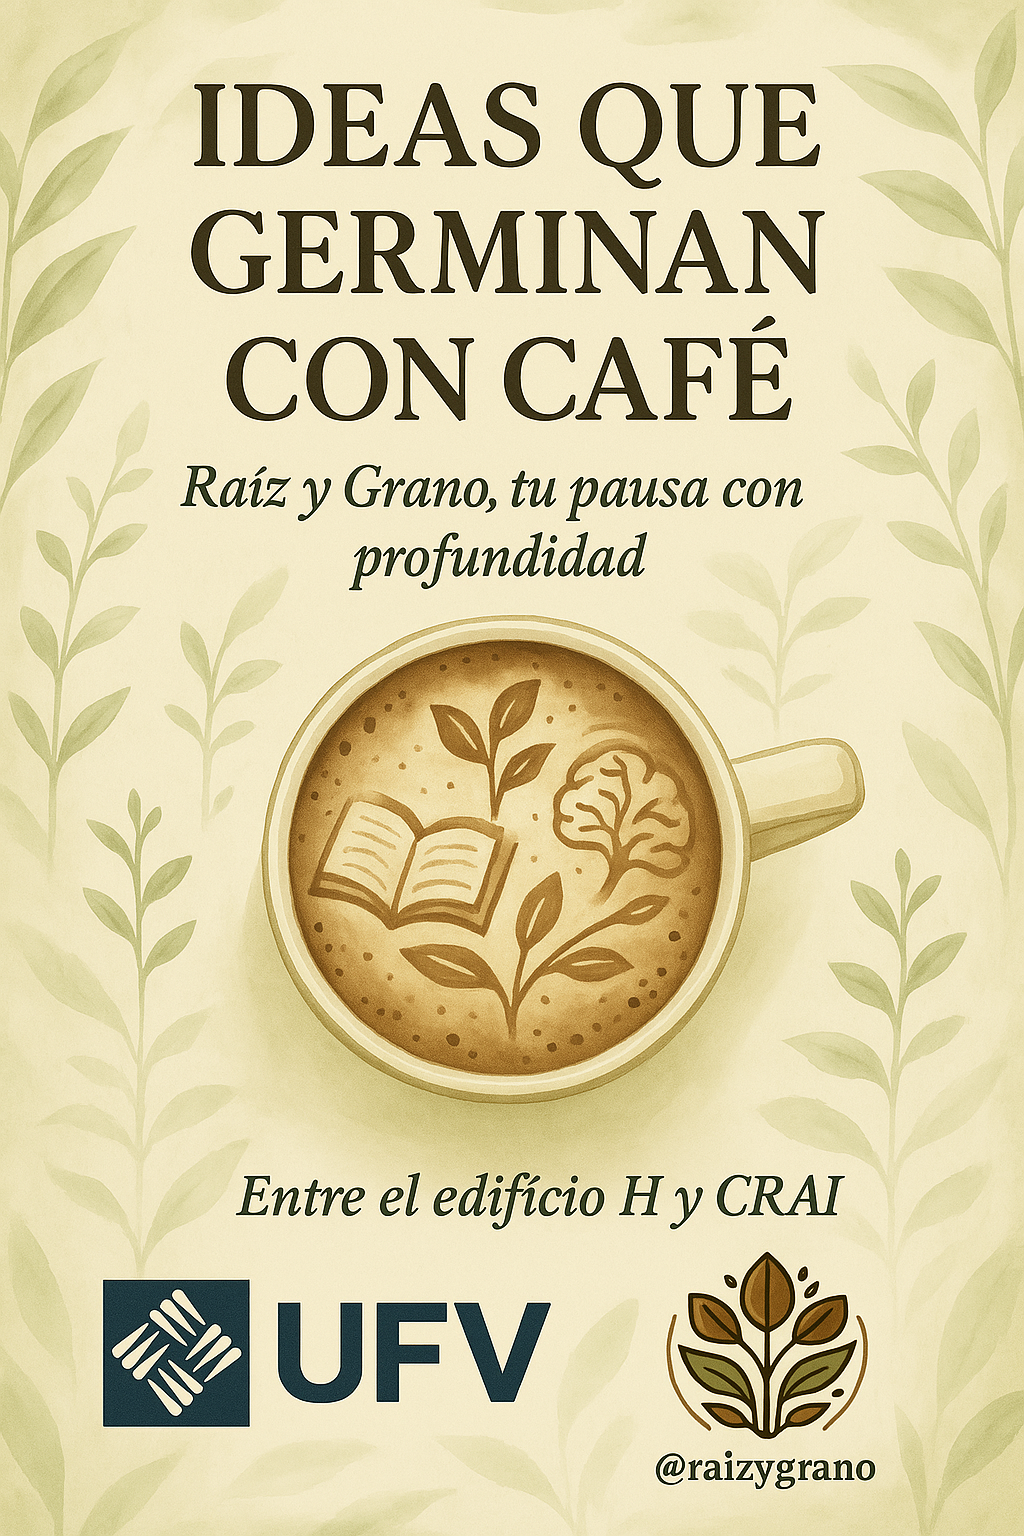 IDEAS QUE
GERMINAN
CON CAFÉ
Raíz y Grano, tu pausa con
profundidad
Entre el edifício H y CRAI
UFV
@raizygrano